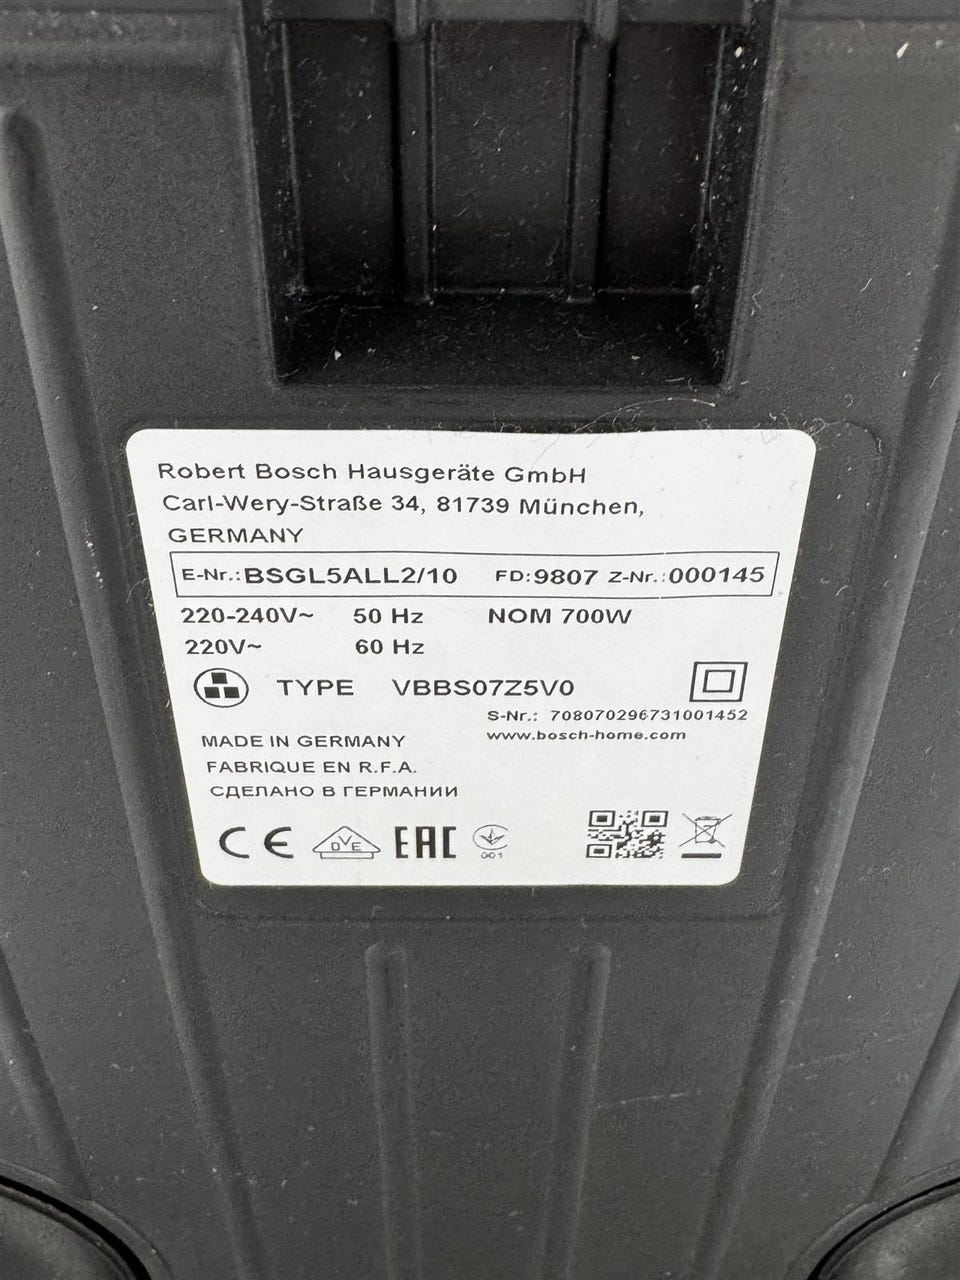 Robert Bosch Hausgeräte GmbH
Carl-Wery-Straße 34, 81739 München,
GERMANY
E-Nr.: BSGL5ALL2/10 FD: 9807 Z-Nr.: 000145
220-240V~ 50 Hz NOM 700W
220V~ 60 Hz
TYPE VBBS07Z5V0
S-Nr.: 708070296731001452
MADE IN GERMANY www.bosch-home.com
FABRIQUE EN R.F.A.
СДЕЛАНО В ГЕРМАНИИ
CE DVE EAC 001